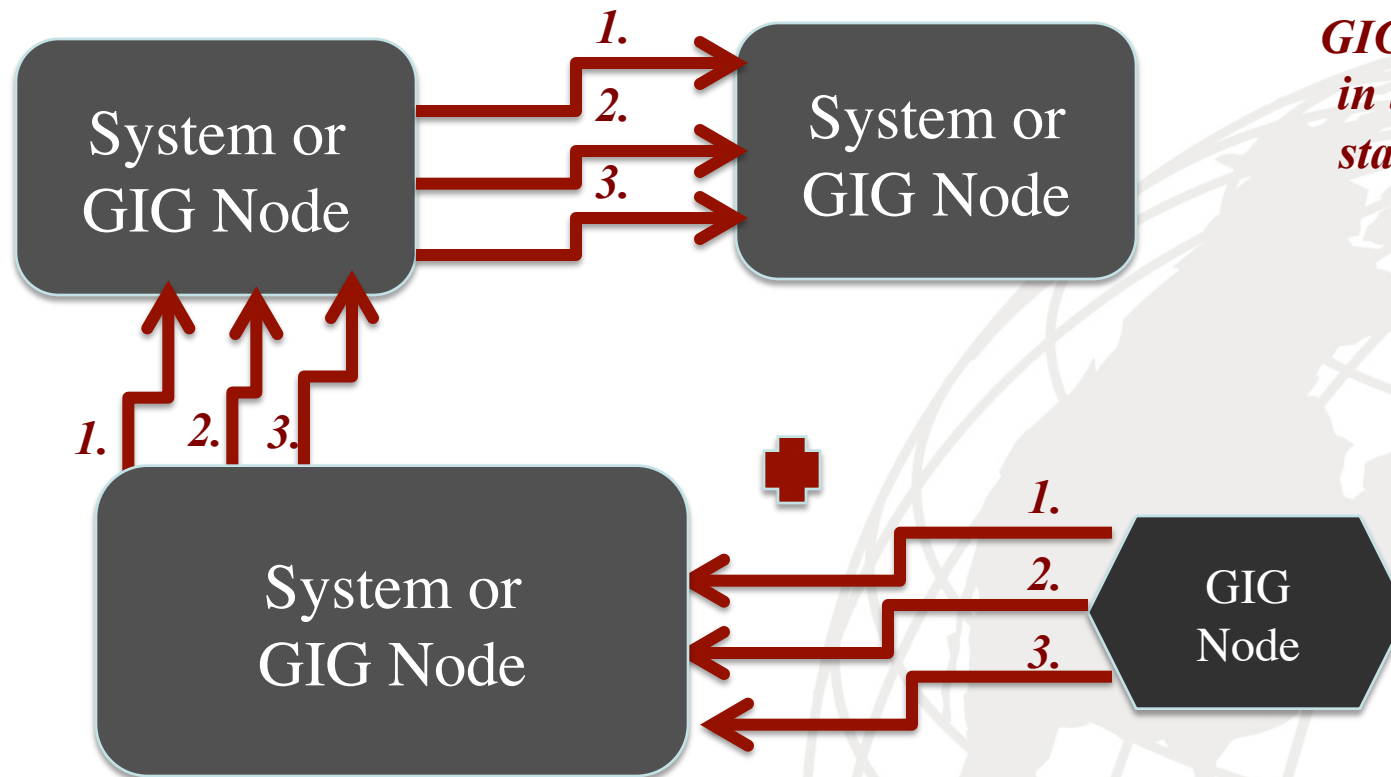 1.
System or
GIG Node
2.
3.
System or
GIG Node
in
1.
2.
3.
System or
GIG Node
1.
2.
3.
GIG
Node